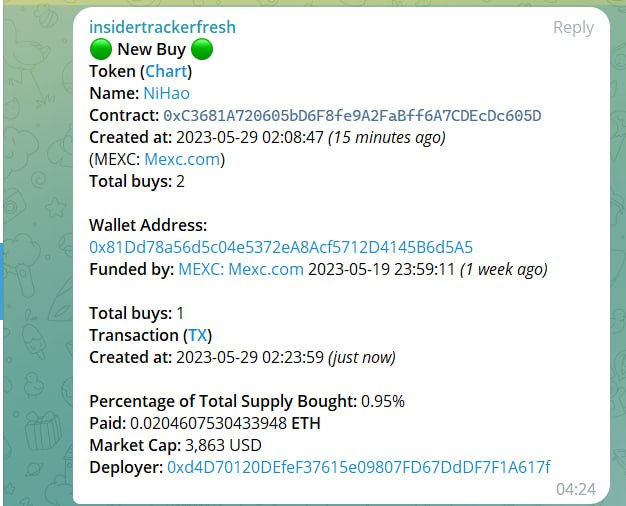 insidertrackerfresh Reply
🟢 New Buy 🟢
Token (Chart)
Name: NiHao
Contract: 0xC3681A720605bD6F8fe9A2FaBff6A7CDEcDc605D
Created at: 2023-05-29 02:08:47 (15 minutes ago)
(MEXC: Mexc.com)
Total buys: 2
Wallet Address:
0x81Dd78a56d5c04e5372eA8Acf5712D4145B6d5A5
Funded by: MEXC: Mexc.com 2023-05-19 23:59:11 (1 week ago)
Total buys: 1
Transaction (TX)
Created at: 2023-05-29 02:23:59 (just now)
Percentage of Total Supply Bought: 0.95%
Paid: 0.0204607530433948 ETH
Market Cap: 3,863 USD
Deployer: 0xd4D70120DEfeF37615e09807FD67DdDF7F1A617f
04:24